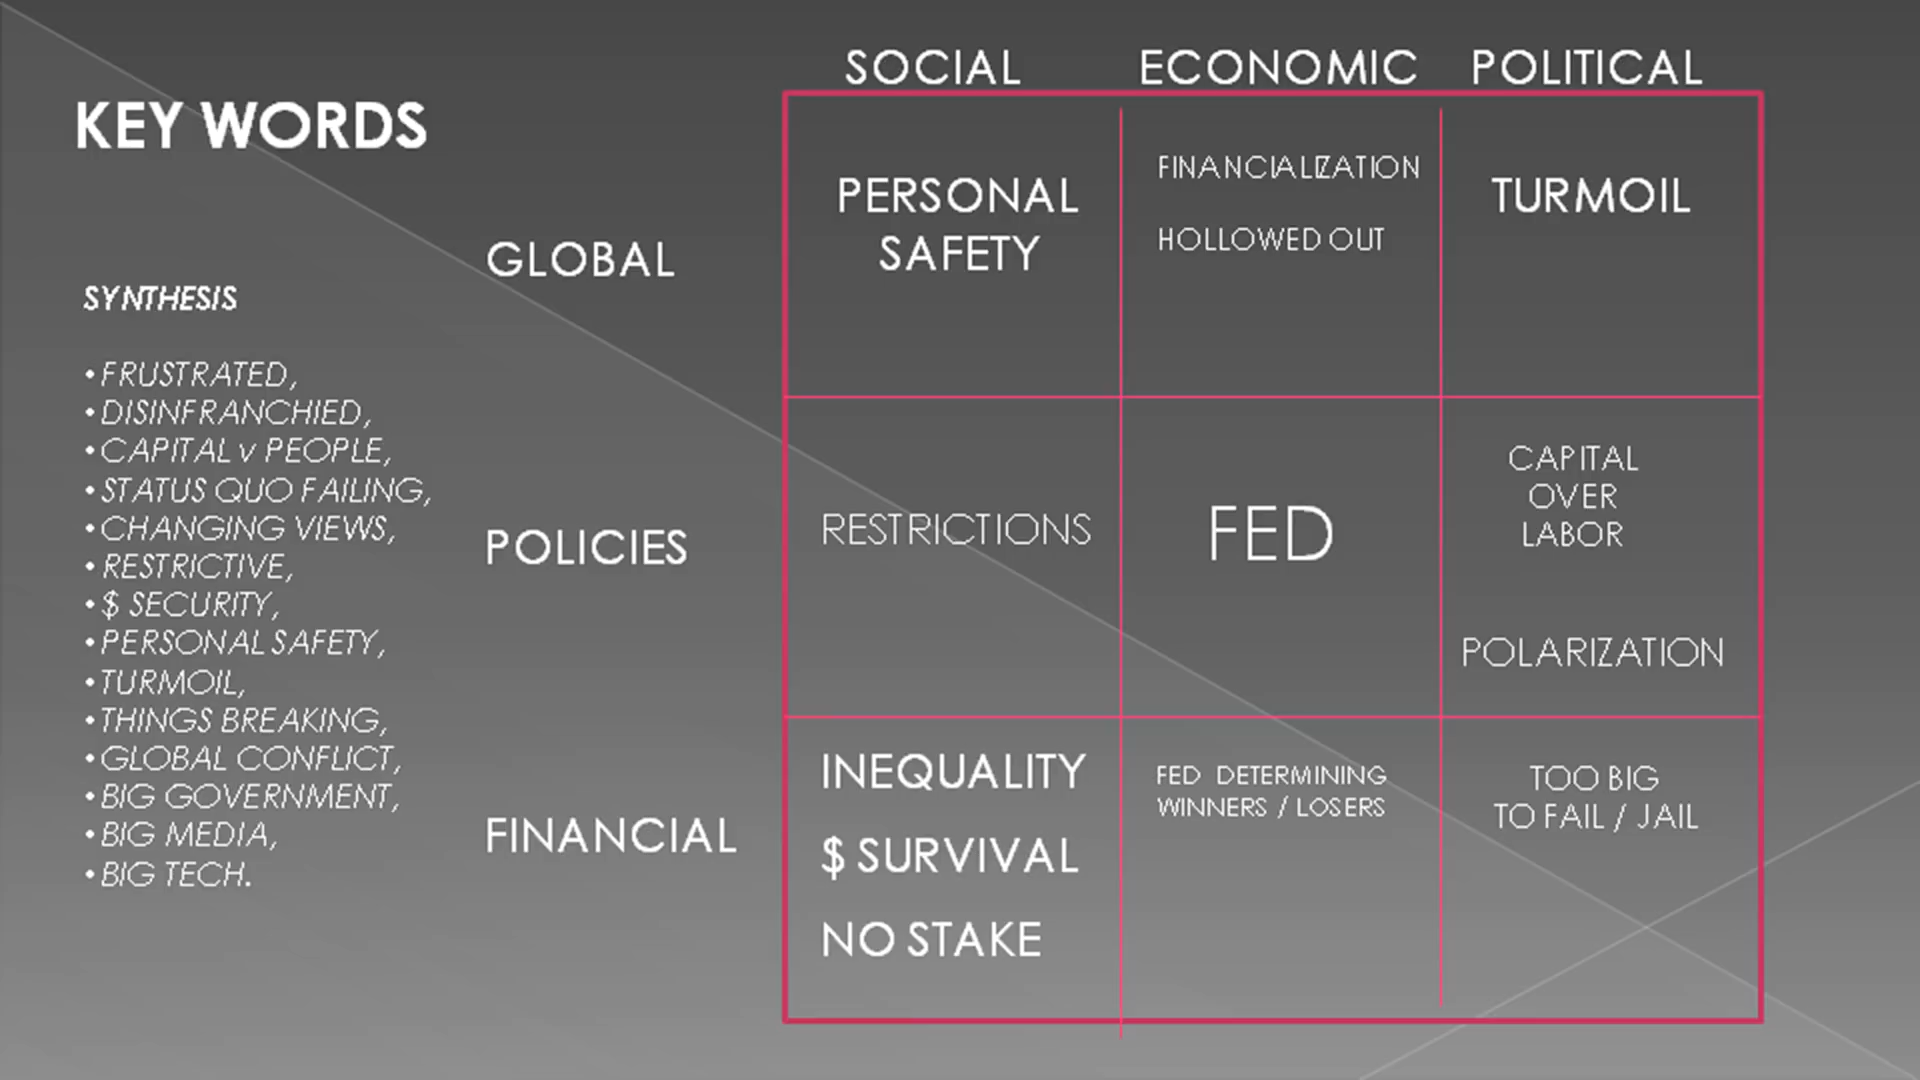 KEY WORDS
SYNTHESIS
•FRUSTRATED,
•DISINFRANCHIED,
•CAPITAL v PEOPLE,
•STATUS QUO FAILING,
•CHANGING VIEWS,
•RESTRICTIVE,
•$ SECURITY,
•PERSONAL SAFETY,
•TURMOIL,
•THINGS BREAKING,
•GLOBAL CONFLICT,
•BIG GOVERNMENT,
•BIG MEDIA,
•BIG TECH.
SOCIAL ECONOMIC POLITICAL
GLOBAL
PERSONAL
SAFETY
FINANCIALIZATION
HOLLOWED OUT
TURMOIL
POLICIES
RESTRICTIONS
FED
CAPITAL
OVER
LABOR
POLARIZATION
FINANCIAL
INEQUALITY
$ SURVIVAL
NO STAKE
FED DETERMINING
WINNERS / LOSERS
TOO BIG
TO FAIL / JAIL